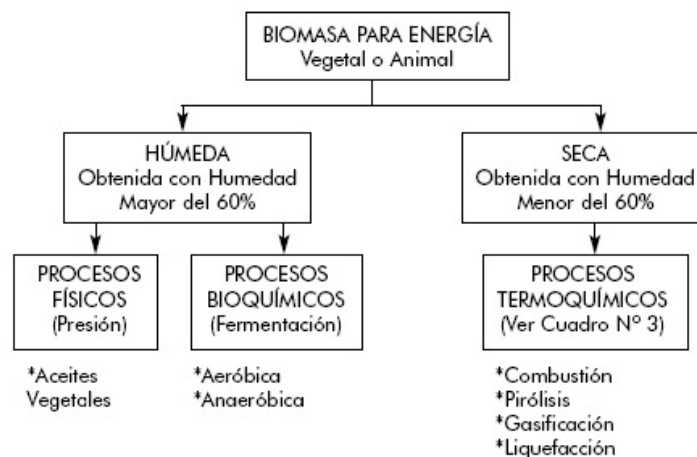 BIOMASA PARA ENERGÍA
Vegetal o Animal
HÚMEDA
Obtenida con Humedad
Mayor del 60%
SECA
Obtenida con Humedad
Menor del 60%
PROCESOS
FÍSICOS
(Presión)
PROCESOS
BIOQUÍMICOS
(Fermentación)
PROCESOS
TERMOQUÍMICOS
(Ver Cuadro Nº 3)
*Aceites
Vegetales
*Aeróbica
*Anaeróbica
*Combustión
*Pirólisis
*Gasificación
*Liquefacción